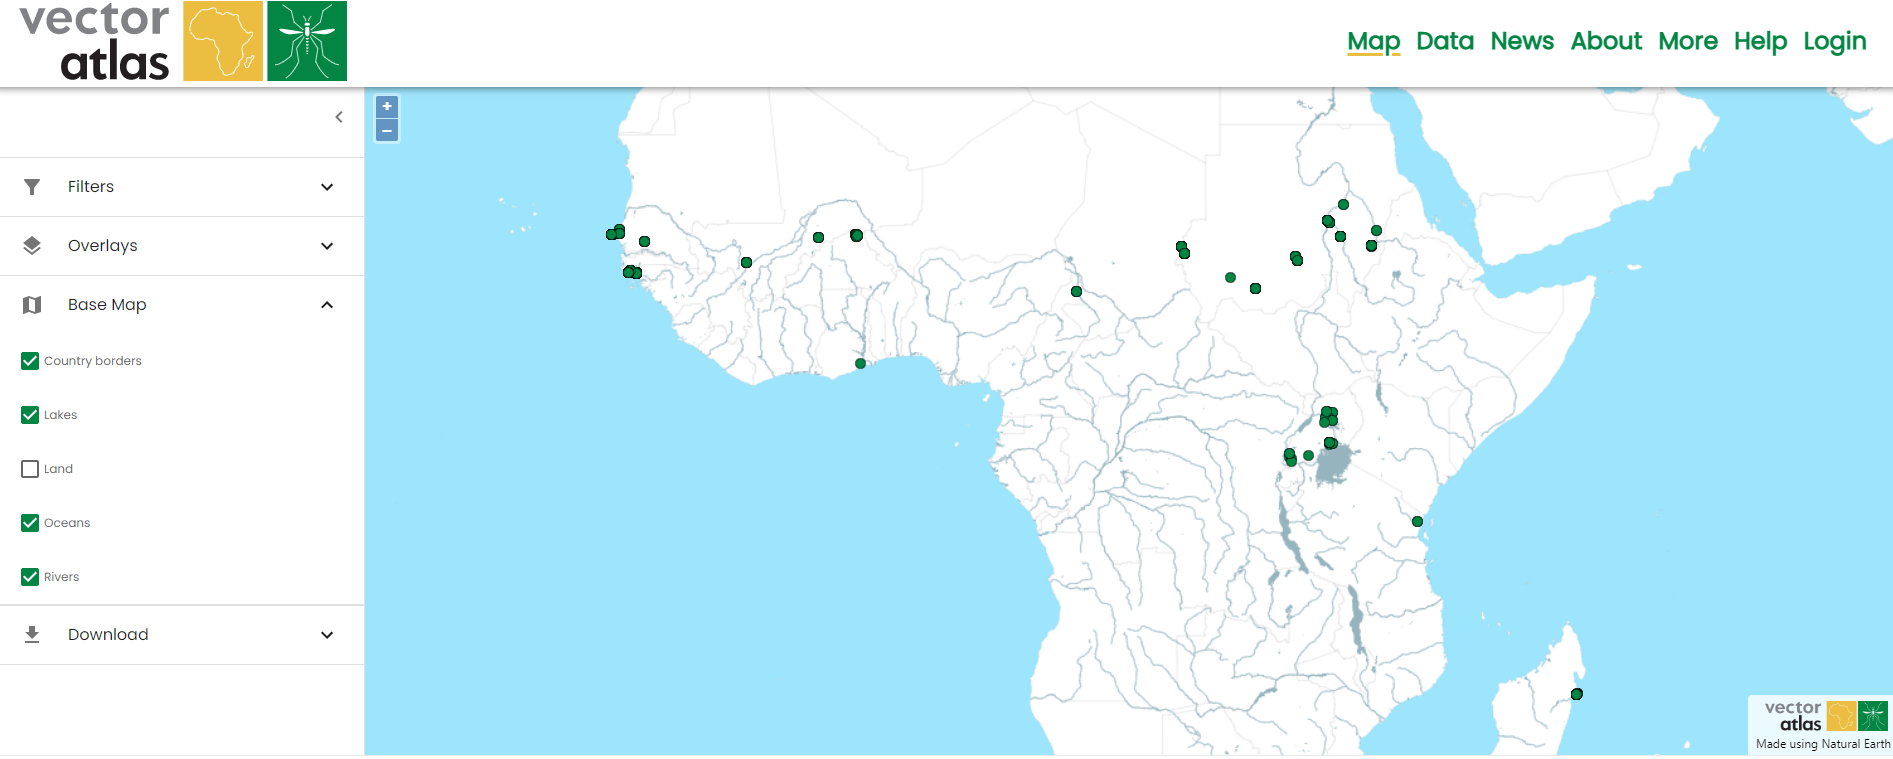 vector
atlas
Map Data News About More Help Login
+
−
Filters
Overlays
Base Map
Country borders
Lakes
Land
Oceans
Rivers
Download
vector
atlas
Made using Natural Earth